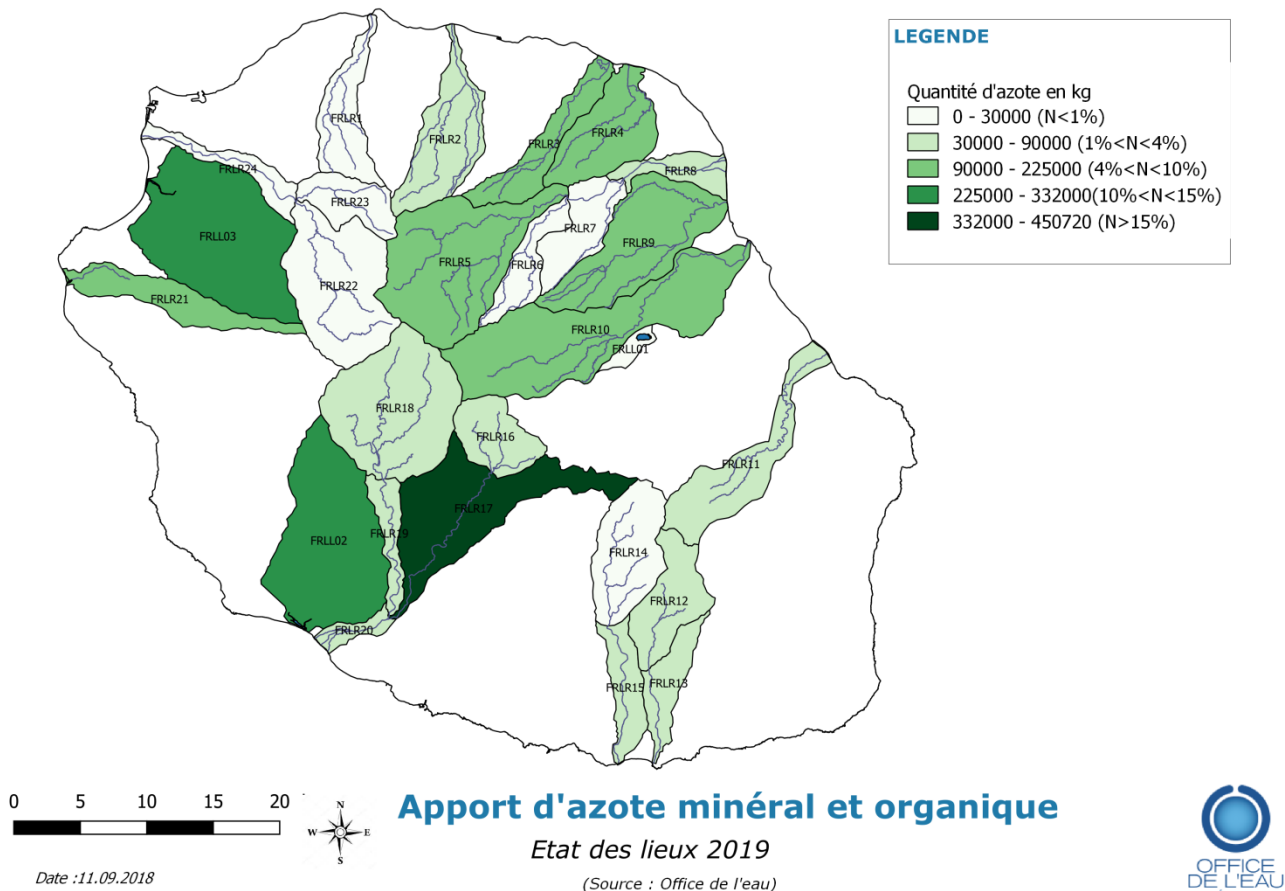 LEGENDE
Quantité d'azote en kg
0 - 30000 (N<1%)
30000 - 90000 (1%<N<4%)
90000 - 225000 (4%<N<10%)
225000 - 332000(10%<N<15%)
332000 - 450720 (N>15%)
FRLR1
FRLR2
FRLR3
FRLR4
FRLR24
FRLR8
FRLR23
FRLL03
FRLR7
FRLR9
FRLR5
FRLR6
FRLR22
FRLR21
FRLR10
FRLL01
FRLR18
FRLR16
FRLR11
FRLR17
FRLR19
FRLL02
FRLR14
FRLR12
FRLR20
FRLR15
FRLR13
0 5 10 15 20
N
W E
S
Apport d'azote minéral et organique
Etat des lieux 2019
(Source : Office de l'eau)
Date :11.09.2018
OFFICE
DE L'EAU